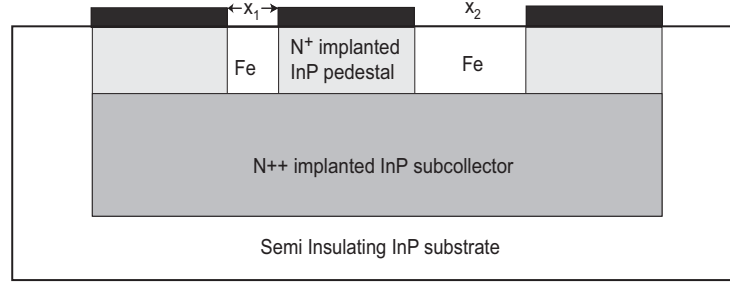 x₁
x₂
N⁺ implanted
InP pedestal
Fe
Fe
N++ implanted InP subcollector
Semi Insulating InP substrate